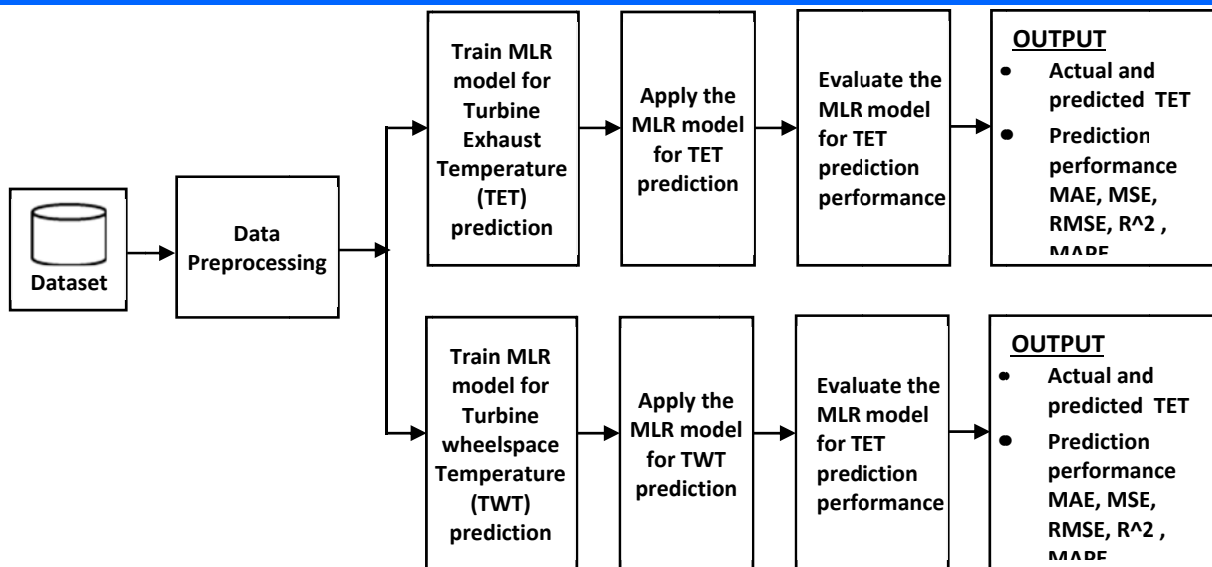 Dataset
Data
Preprocessing
Train MLR
model for
Turbine
Exhaust
Temperature
(TET)
prediction
Apply the
MLR model
for TET
prediction
Evaluate the
MLR model
for TET
prediction
performance
OUTPUT
• Actual and
predicted TET
• Prediction
performance
MAE, MSE,
RMSE, R^2 ,
MAPE
Train MLR
model for
Turbine
wheelspace
Temperature
(TWT)
prediction
Apply the
MLR model
for TWT
prediction
Evaluate the
MLR model
for TET
prediction
performance
OUTPUT
• Actual and
predicted TET
• Prediction
performance
MAE, MSE,
RMSE, R^2 ,
MAPE